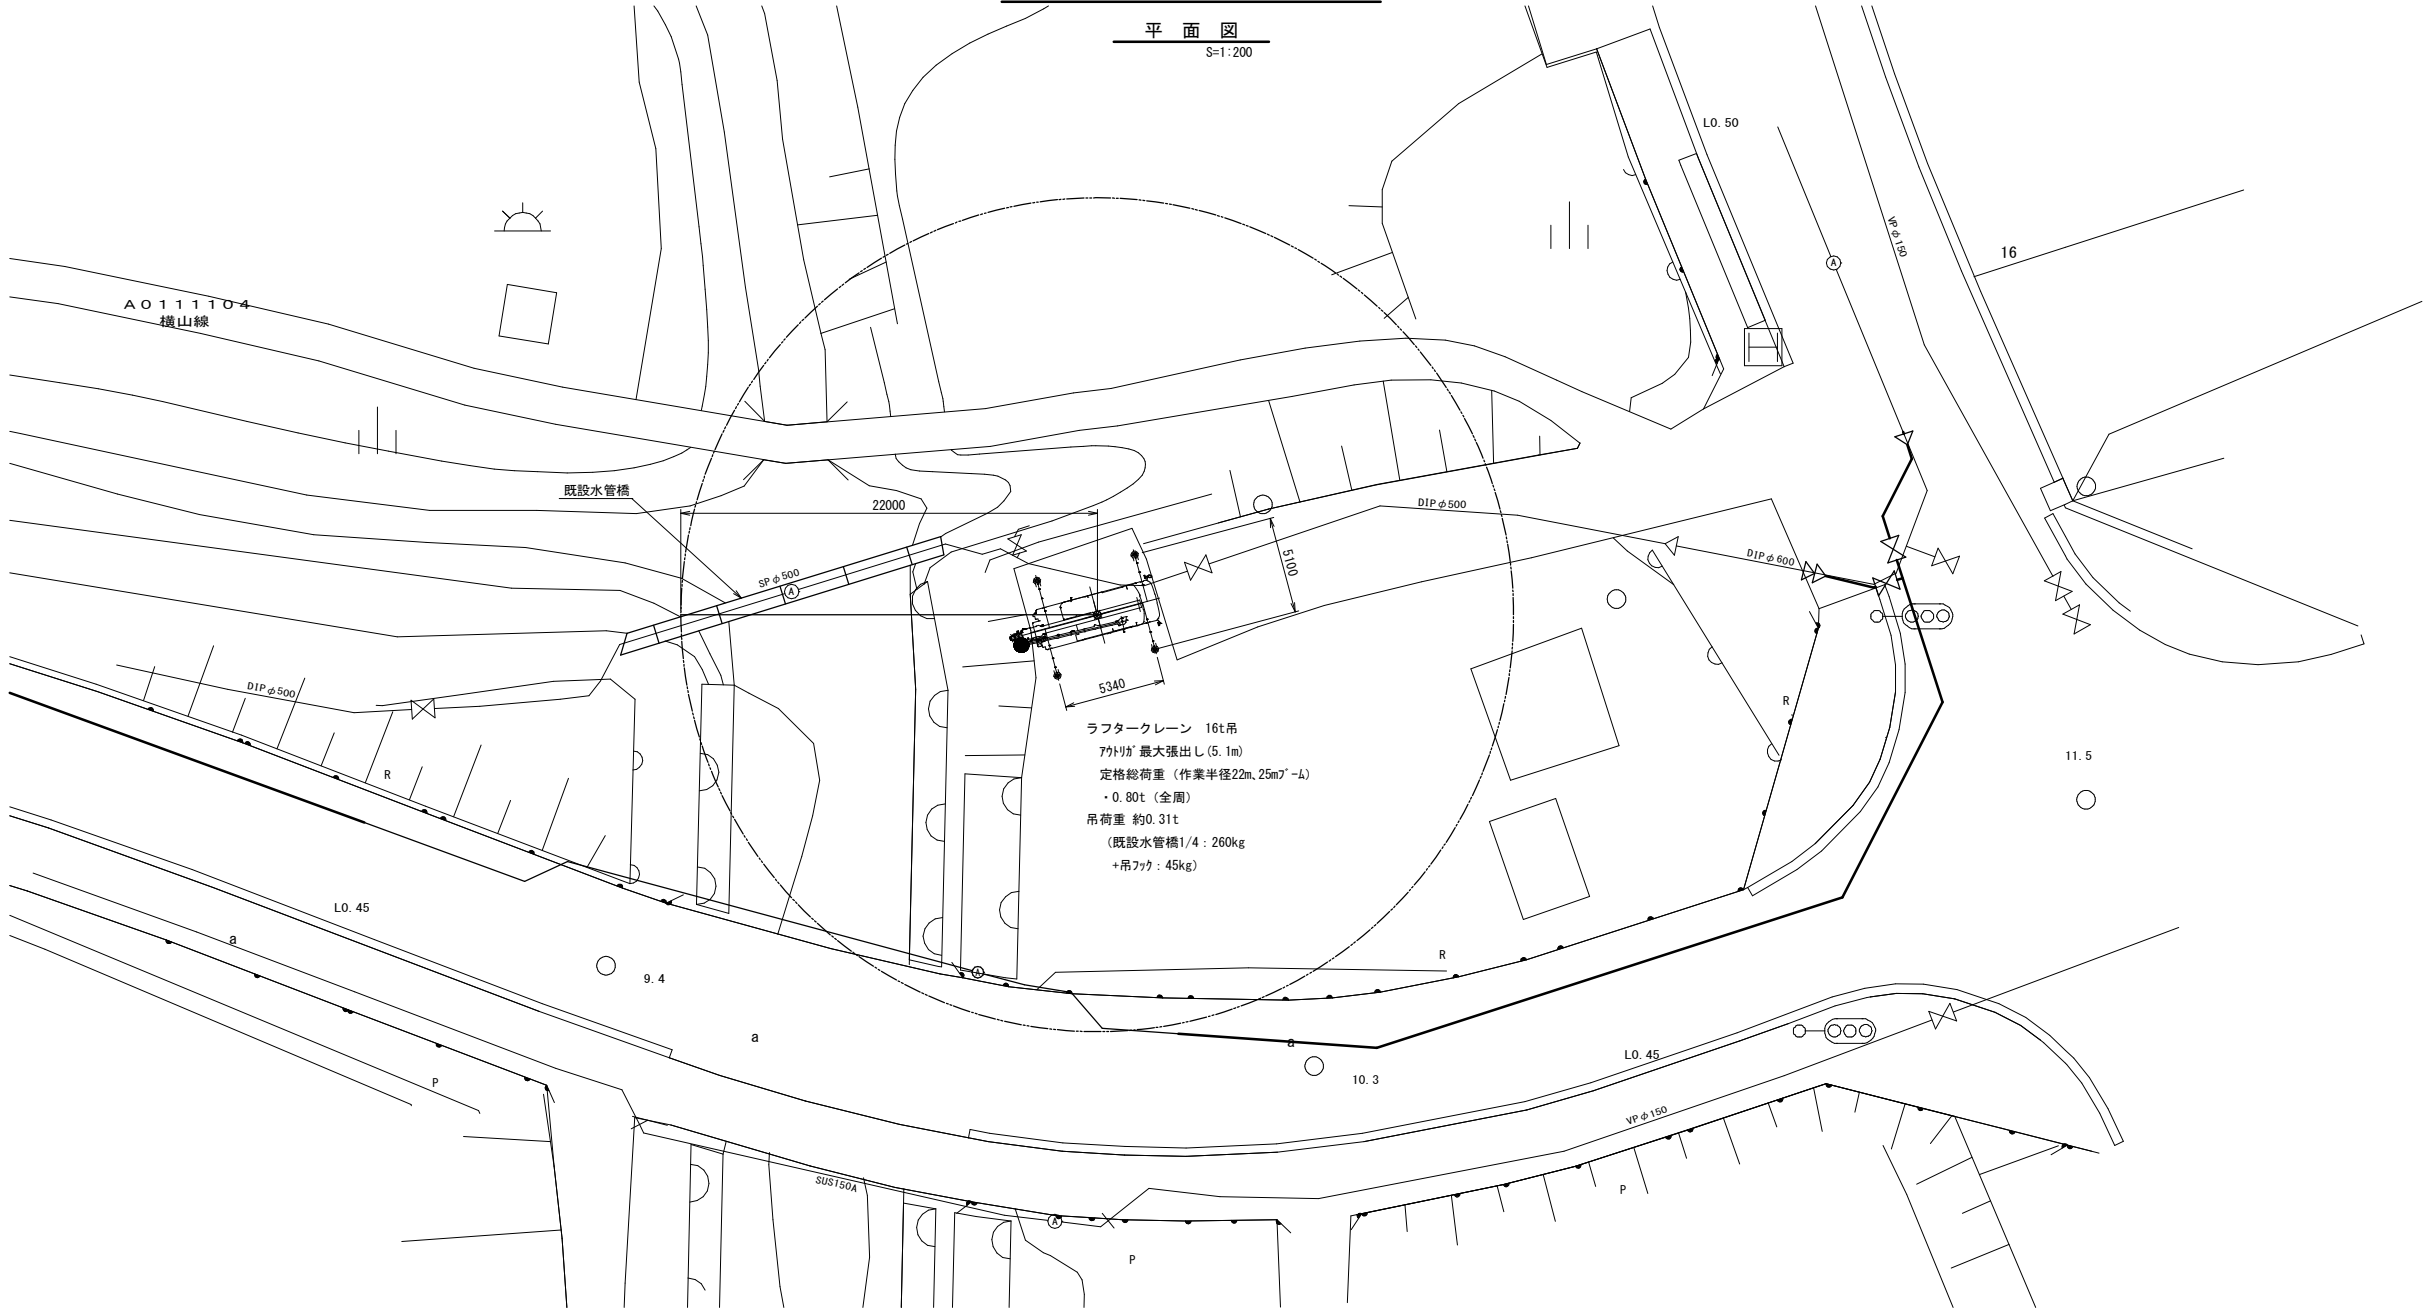 平 面 図
S=1:200
L0.50
VPφ150
16
A
A0111104
横山線
既設水管橋
22000
DIPφ500
5100
DIPφ600
SPφ500
A
DIPφ500
5340
R
R
ラフタークレーン 16t吊
ｱｳﾄﾘｶﾞ最大張出し(5.1m)
定格総荷重（作業半径22m、25mﾌﾞｰﾑ）
・0.80t（全周）
吊荷重 約0.31t
（既設水管橋1/4：260kg
+吊ﾌｯｸ：45kg）
11.5
L0.45
a
9.4
A
R
a
a
10.3
L0.45
P
VPφ150
SUS150A
A
P
P